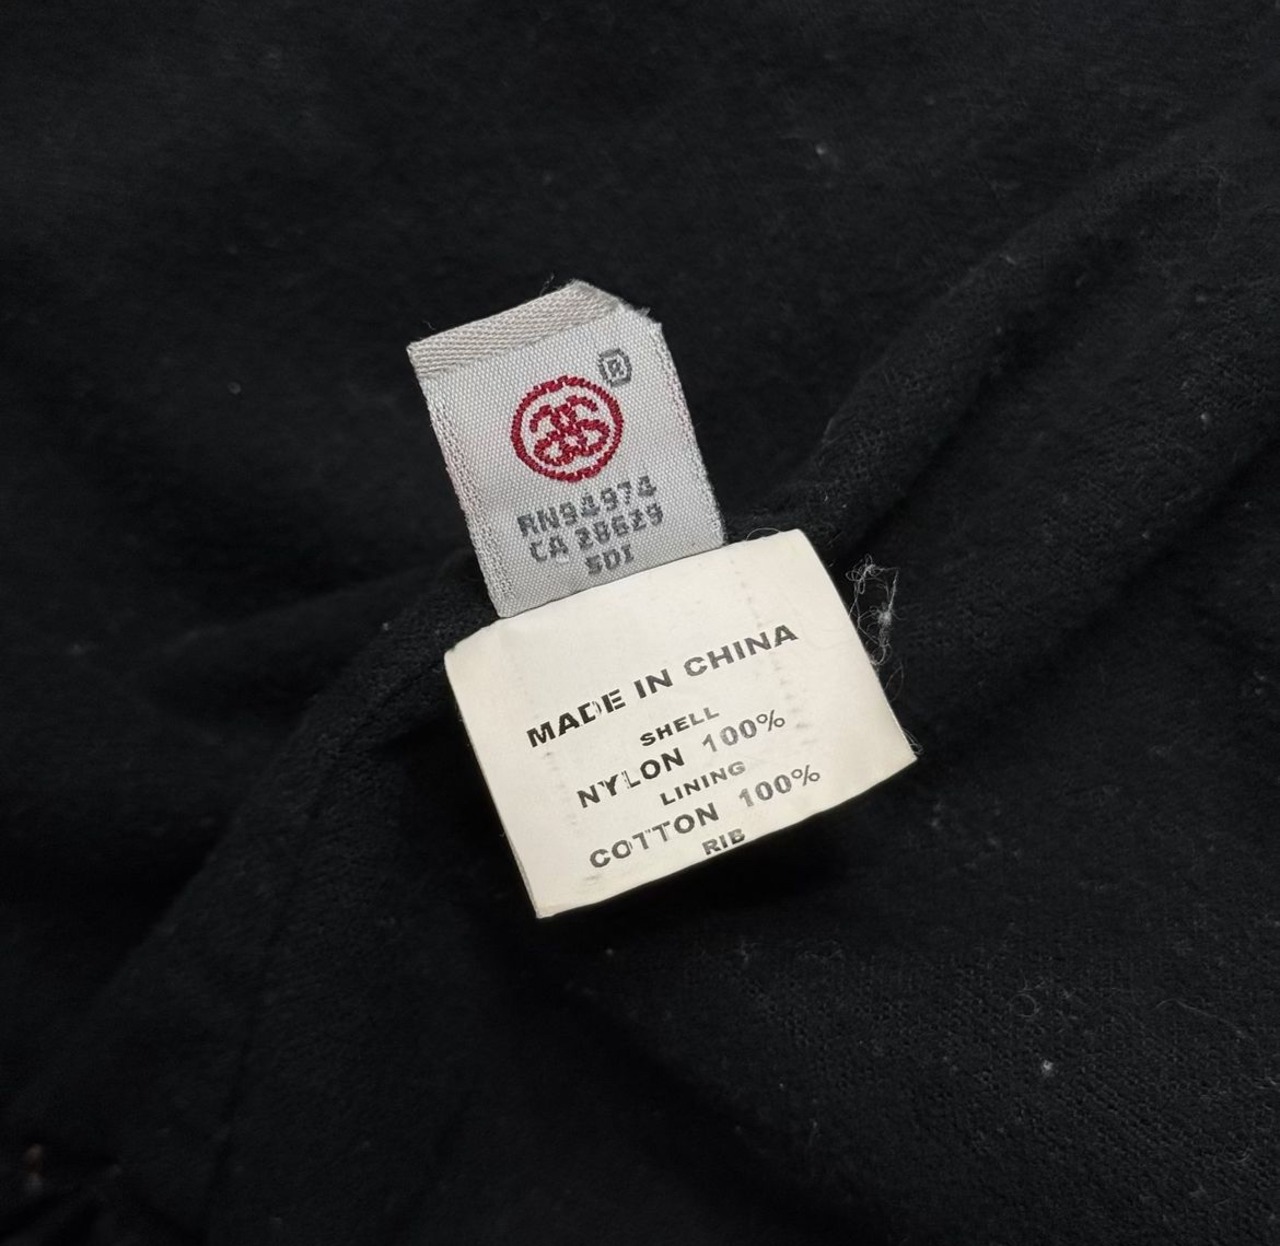 ®
RN94974
CA 28629
SDI
MADE IN CHINA
SHELL
NYLON 100%
LINING
COTTON 100%
RIB